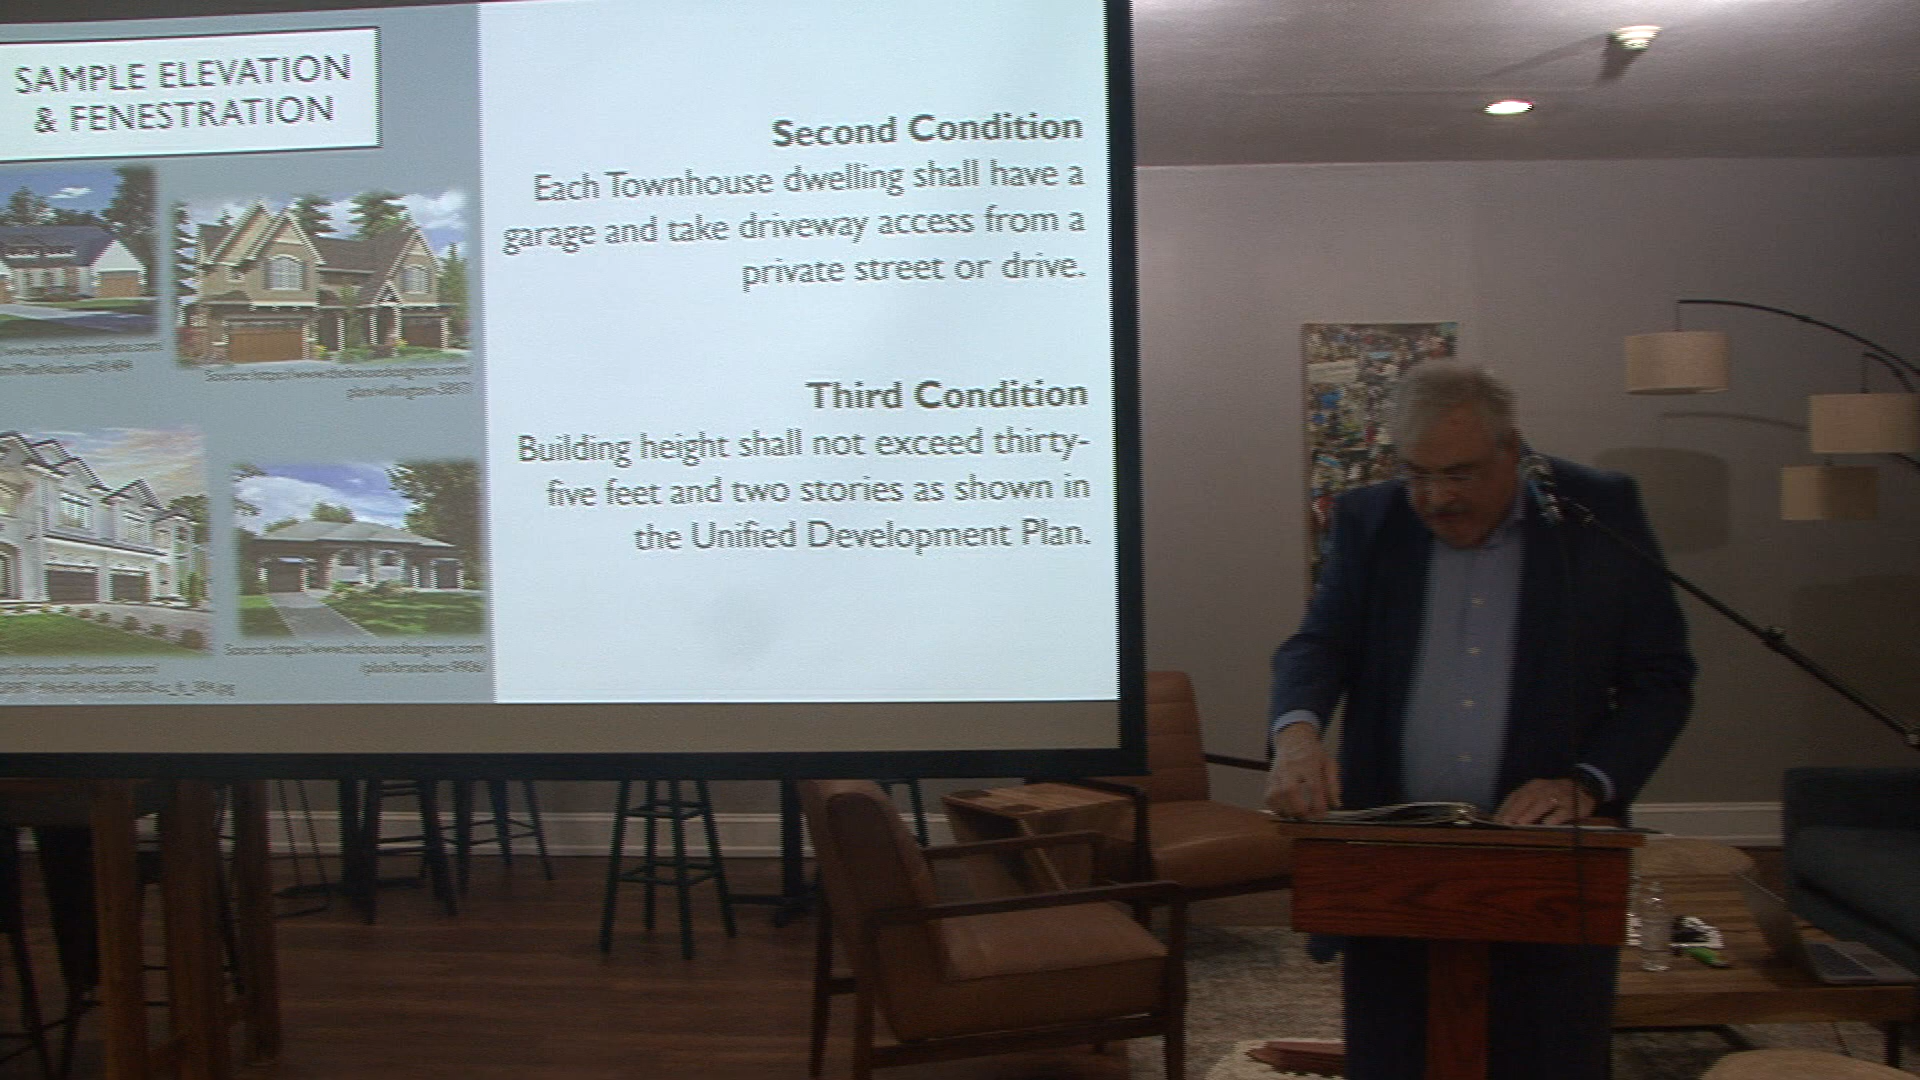 SAMPLE ELEVATION
& FENESTRATION
Second Condition
Each Townhouse dwelling shall have a
garage and take driveway access from a
private street or drive.
Third Condition
Building height shall not exceed thirty-
five feet and two stories as shown in
the Unified Development Plan.